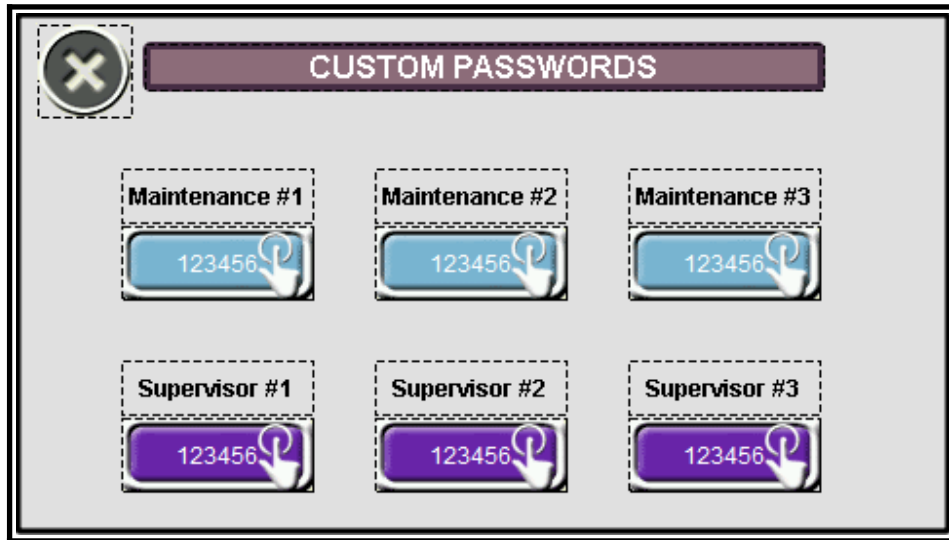 CUSTOM PASSWORDS
Maintenance #1 Maintenance #2 Maintenance #3
123456 123456 123456
Supervisor #1 Supervisor #2 Supervisor #3
123456 123456 123456